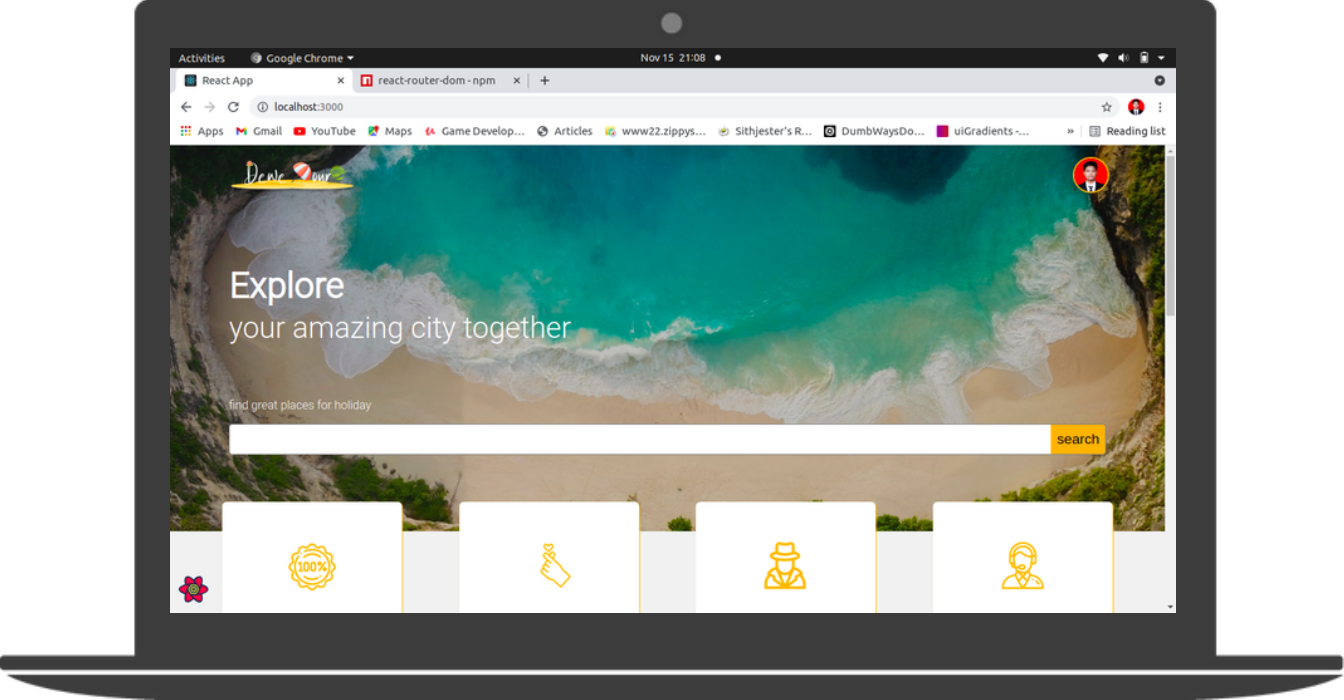 Activities Google Chrome Nov 15 21:08
React App react-router-dom - npm
localhost:3000
Apps Gmail YouTube Maps Game Develop... Articles www22.zippys... Sithjester's R... DumbWaysDo... uiGradients -... » Reading list
Dewe Tour
Explore
your amazing city together
find great places for holiday
search
100%